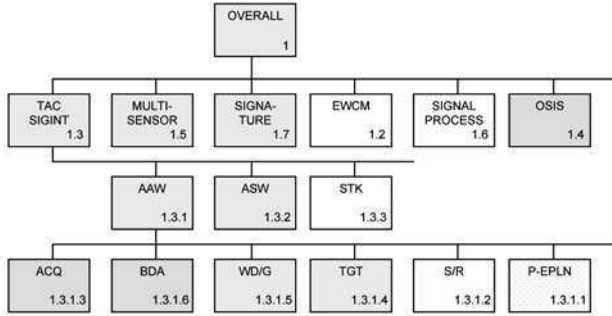 OVERALL
1
TAC
SIGINT
1.3
MULTI-
SENSOR
1.5
SIGNA-
TURE
1.7
EWCM
1.2
SIGNAL
PROCESS
1.6
OSIS
1.4
AAW
1.3.1
ASW
1.3.2
STK
1.3.3
ACQ
1.3.1.3
BDA
1.3.1.6
WD/G
1.3.1.5
TGT
1.3.1.4
S/R
1.3.1.2
P-EPLN
1.3.1.1